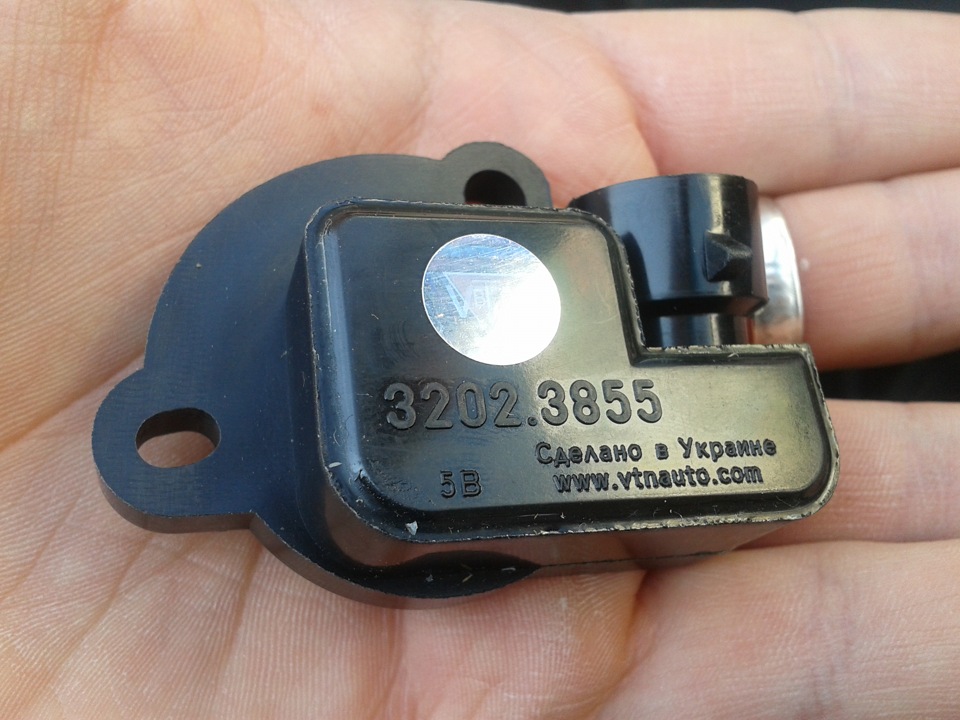 3202.3855
Сделано в Украине
5В www.vtnauto.com